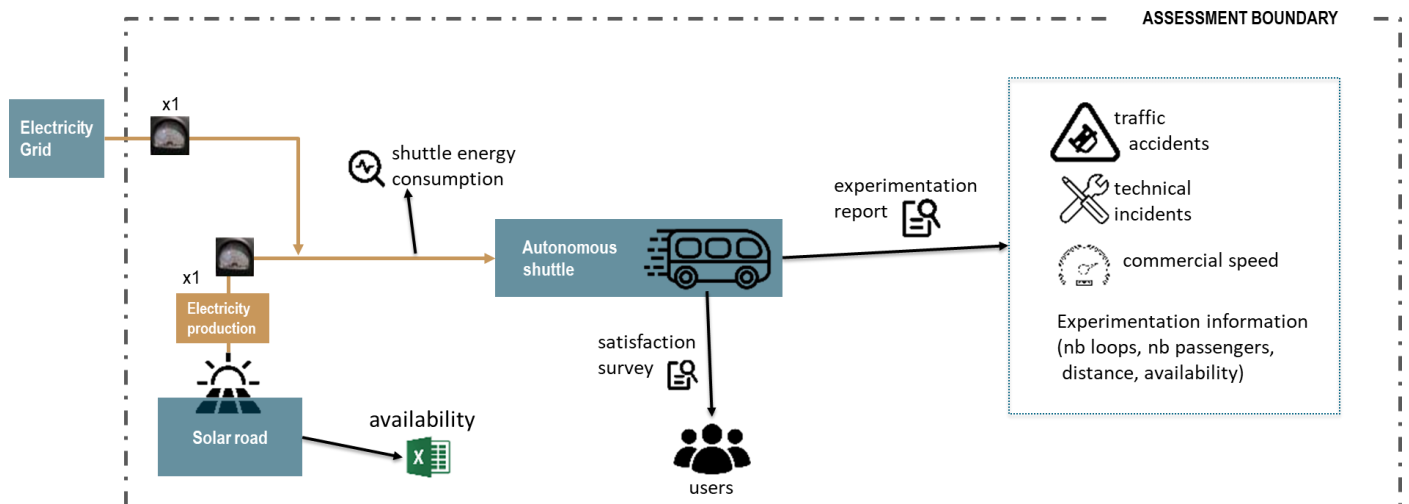 ASSESSMENT BOUNDARY
x1
Electricity
Grid
shuttle energy
consumption
traffic
accidents
technical
incidents
commercial speed
Experimentation information
(nb loops, nb passengers,
distance, availability)
experimentation
report
Autonomous
shuttle
x1
Electricity
production
satisfaction
survey
Solar road
availability
X
users